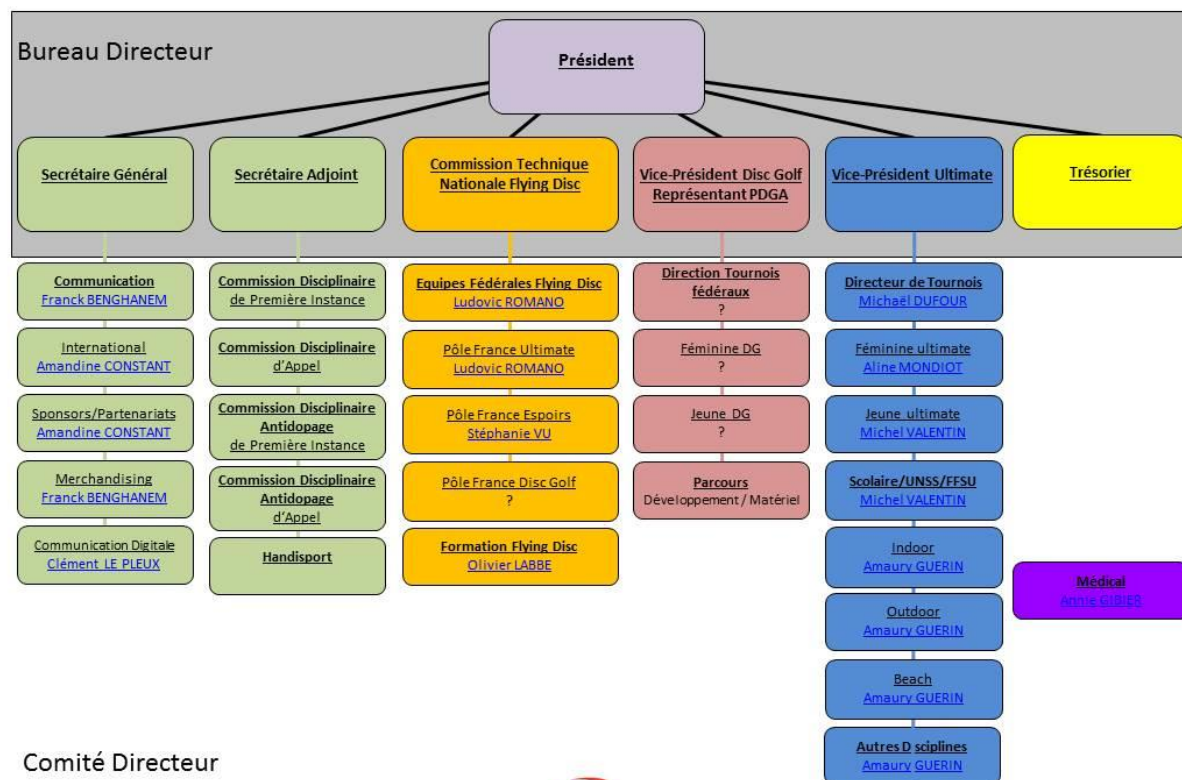 Bureau Directeur
Président
Secrétaire Général
Secrétaire Adjoint
Commission Technique
Nationale Flying Disc
Vice-Président Disc Golf
Représentant PDGA
Vice-Président Ultimate
Trésorier
Communication
Franck BENGHANEM
International
Amandine CONSTANT
Sponsors/Partenariats
Amandine CONSTANT
Merchandising
Franck BENGHANEM
Communication Digitale
Clément LE PLEUX
Commission Disciplinaire
de Première Instance
Commission Disciplinaire
d'Appel
Commission Disciplinaire
Antidopage
de Première Instance
Commission Disciplinaire
Antidopage
d'Appel
Handisport
Equipes Fédérales Flying Disc
Ludovic ROMANO
Pôle France Ultimate
Ludovic ROMANO
Pôle France Espoirs
Stéphanie VU
Pôle France Disc Golf
?
Formation Flying Disc
Olivier LABBE
Direction Tournois
fédéraux
?
Féminine DG
?
Jeune DG
?
Parcours
Développement / Matériel
Directeur de Tournois
Michaël DUFOUR
Féminine ultimate
Aline MONDIOT
Jeune ultimate
Michel VALENTIN
Scolaire/UNSS/FFSU
Michel VALENTIN
Indoor
Amaury GUERIN
Outdoor
Amaury GUERIN
Beach
Amaury GUERIN
Autres D sciplines
Amaury GUERIN
Médical
Annie GIBIER
Comité Directeur